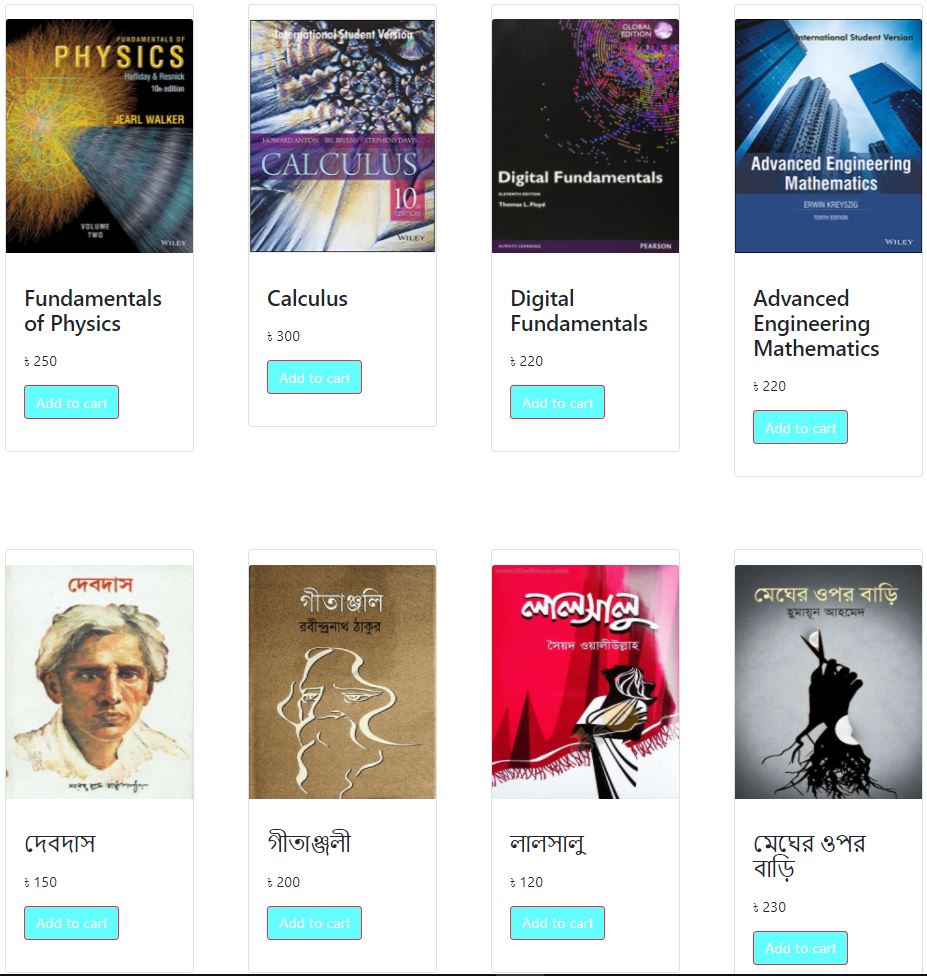 FUNDAMENTALS OF
PHYSICS
Halliday & Resnick
10th edition
JEARL WALKER
VOLUME
TWO
WILEY
International Student Version
HOWARD ANTON IRL BIVENS STEPHENS DAVIS
CALCULUS
10th
EDITION
WILEY
GLOBAL
EDITION
Digital Fundamentals
ELEVENTH EDITION
Thomas L. Floyd
ALWAYS LEARNING
PEARSON
International Student Version
Advanced Engineering
Mathematics
ERWIN KREYSZIG
TENTH EDITION
WILEY
Fundamentals
of Physics
৳ 250
Add to cart
Calculus
৳ 300
Add to cart
Digital
Fundamentals
৳ 220
Add to cart
Advanced
Engineering
Mathematics
৳ 220
Add to cart
দেবদাস
গীতাঞ্জলি
রবীন্দ্রনাথ ঠাকুর
লালসালু
সৈয়দ ওয়ালীউল্লাহ
মেঘের ওপর বাড়ি
হুমায়ূন আহমেদ
দেবদাস
৳ 150
Add to cart
গীতাঞ্জলী
৳ 200
Add to cart
লালসালু
৳ 120
Add to cart
মেঘের ওপর
বাড়ি
৳ 230
Add to cart